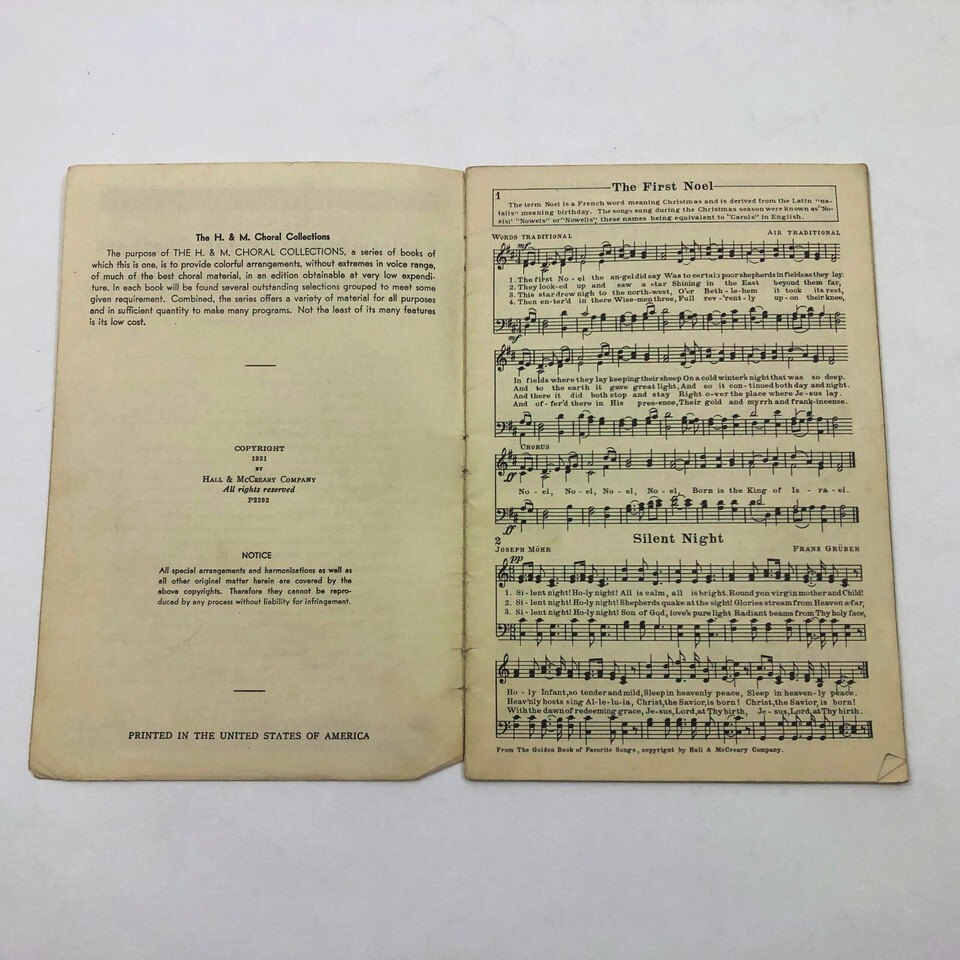 The H. & M. Choral Collections
The purpose of THE H. & M. CHORAL COLLECTIONS, a series of books of
which this is one, is to provide colorful arrangements, without extremes in voice range,
of much of the best choral material, in an edition obtainable at very low expendi-
ture. In each book will be found several outstanding selections grouped to meet some
given requirement. Combined, the series offers a variety of material for all purposes
and in sufficient quantity to make many programs. Not the least of its many features
is its low cost.
COPYRIGHT
1931
BY
HALL & MCCREARY COMPANY
All rights reserved
P2292
NOTICE
All special arrangements and harmonizations as well as
all other original matter herein are covered by the
above copyrights. Therefore they cannot be repro-
duced by any process without liability for infringement.
PRINTED IN THE UNITED STATES OF AMERICA
The First Noel
1
The term Noel is a French word meaning Christmas and is derived from the Latin "na-
talis" meaning birthday. The songs sung during the Christmas season were known as "No-
els," "Nowels" or "Nowells," these names being equivalent to "Carols" in English.
WORDS TRADITIONAL AIR TRADITIONAL
mf
1. The first No - el the an-gel did say Was to certain poor shepherds in fields as they lay:
2. They look-ed up and saw a star Shining in the East beyond them far,
3. This star drew nigh to the north-west, O'er Beth-le-hem it took its rest,
4. Then en-ter'd in there Wise-men three, Full rev-'rent-ly up-on their knee,
mf
In fields where they lay keeping their sheep On a cold winter's night that was so deep.
And to the earth it gave great light, And so it con-tinued both day and night.
And there it did both stop and stay Right o-ver the place where Je-sus lay.
And of-fer'd there in His pres-ence, Their gold and myrrh and frank-incense.
CHORUS
ff
No - el, No - el, No - el, No - el, Born is the King of Is - ra - el.
ff
2
Silent Night
JOSEPH MÖHR FRANZ GRÜBER
pp
1. Si-lent night! Ho-ly night! All is calm, all is bright. Round yon virgin mother and Child!
2. Si-lent night! Ho-ly night! Shepherds quake at the sight! Glories stream from Heaven afar,
3. Si-lent night! Ho-ly night! Son of God, love's pure light Radiant beams from Thy holy face,
Ho - ly Infant, so tender and mild, Sleep in heavenly peace, Sleep in heaven-ly peace.
Heav'nly hosts sing Al-le-lu-ia, Christ, the Savior, is born! Christ, the Savior, is born!
With the dawn of redeeming grace, Je-sus, Lord, at Thy birth, Je-sus, Lord, at Thy birth.
From The Golden Book of Favorite Songs, copyright by Hall & McCreary Company.